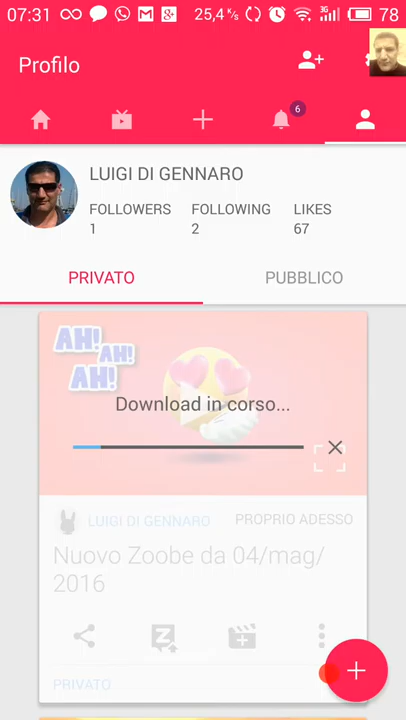 07:31 25,4 K/s 3G 78
Profilo
6
LUIGI DI GENNARO
FOLLOWERS FOLLOWING LIKES
1 2 67
PRIVATO PUBBLICO
AH!
AH!
AH!
Download in corso...
LUIGI DI GENNARO PROPRIO ADESSO
Nuovo Zoobe da 04/mag/
2016
PRIVATO